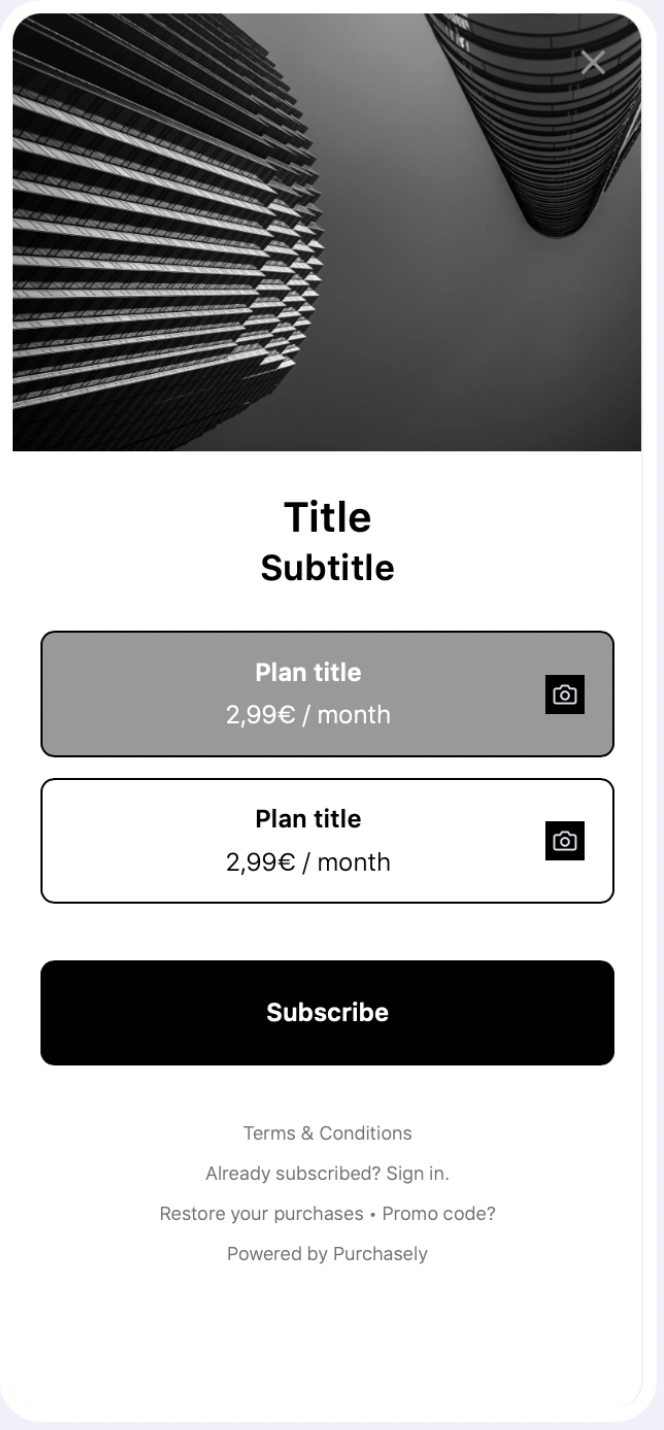 Title
Subtitle
Plan title
2,99€ / month
Plan title
2,99€ / month
Subscribe
Terms & Conditions
Already subscribed? Sign in.
Restore your purchases • Promo code?
Powered by Purchasely